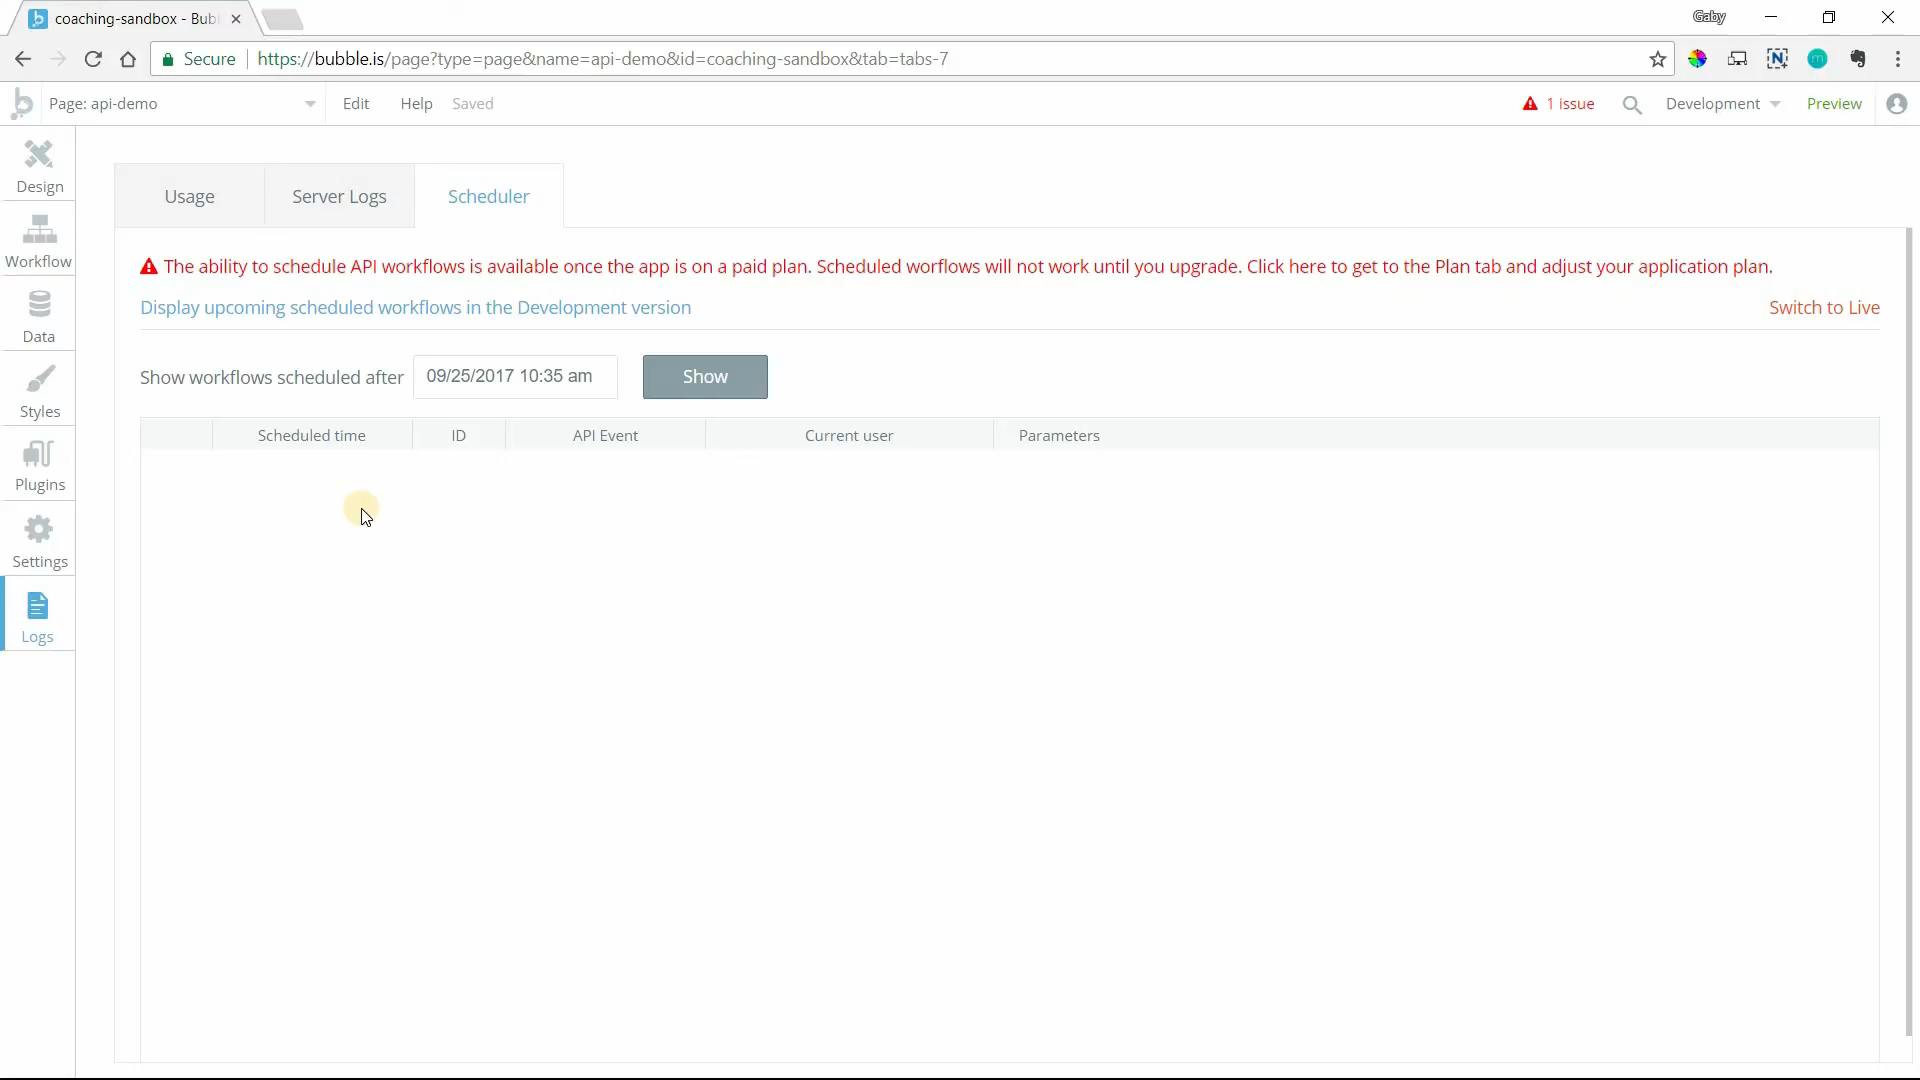 coaching-sandbox - Bub
Gaby
Secure https://bubble.is/page?type=page&name=api-demo&id=coaching-sandbox&tab=tabs-7
Page: api-demo Edit Help Saved 1 issue Development Preview
Design
Workflow
Data
Styles
Plugins
Settings
Logs
Usage Server Logs Scheduler
The ability to schedule API workflows is available once the app is on a paid plan. Scheduled worflows will not work until you upgrade. Click here to get to the Plan tab and adjust your application plan.
Display upcoming scheduled workflows in the Development version Switch to Live
Show workflows scheduled after 09/25/2017 10:35 am Show
Scheduled time ID API Event Current user Parameters